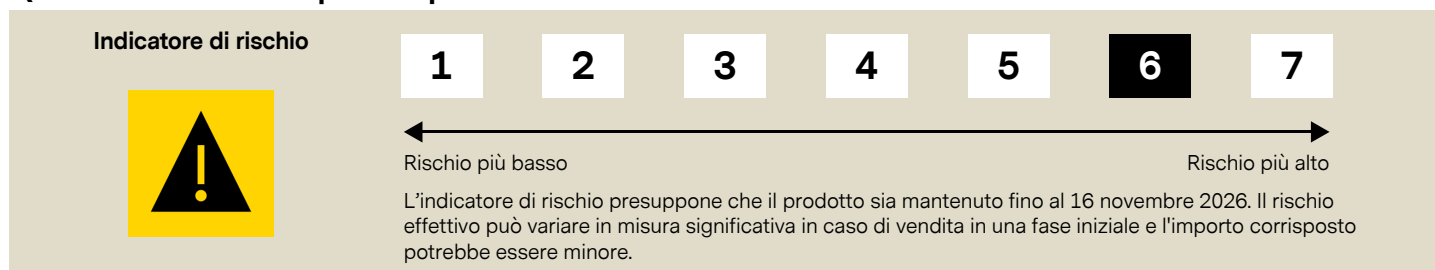 Indicatore di rischio
1 2 3 4 5 6 7
Rischio più basso Rischio più alto
L'indicatore di rischio presuppone che il prodotto sia mantenuto fino al 16 novembre 2026. Il rischio
effettivo può variare in misura significativa in caso di vendita in una fase iniziale e l'importo corrisposto
potrebbe essere minore.